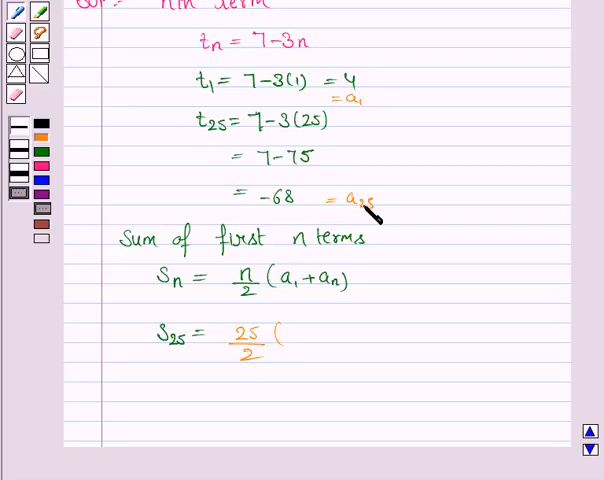 Sol:- nth term
tn = 7-3n
t1 = 7-3(1) = 4
= a1
t25 = 7-3(25)
= 7-75
= -68 = a25
Sum of first n terms
Sn = n/2 (a1+an)
S25 = 25/2 (